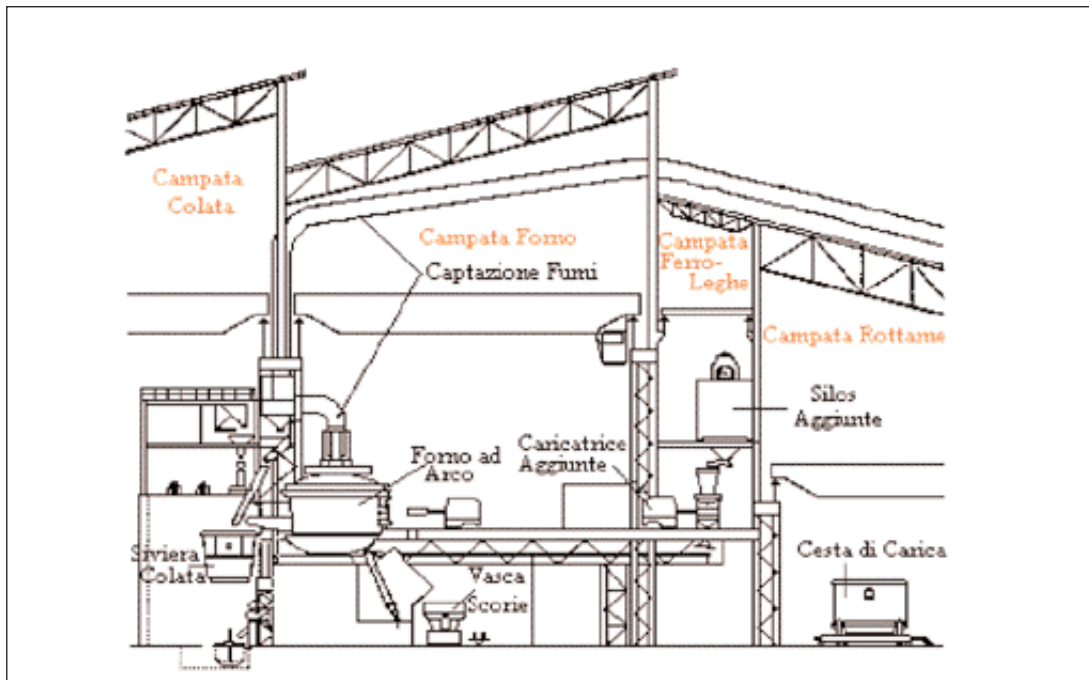 Campata
Colata
Campata Forno
Captazione Fumi
Campata
Ferro-
Leghe
Campata Rottame
Silos
Aggiunte
Forno ad
Arco
Caricatrice
Aggiunte
Siviera
Colata
Vasca
Scorie
Cesta di Carica